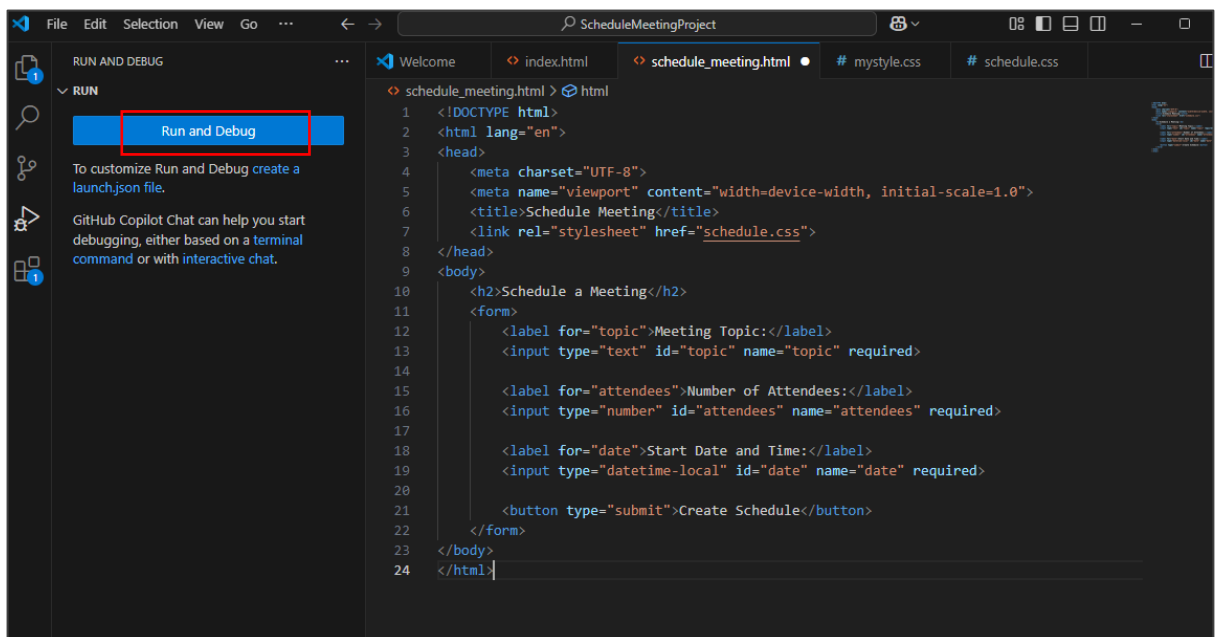 File Edit Selection View Go ··· ← → ScheduleMeetingProject
RUN AND DEBUG ···
RUN
Run and Debug
To customize Run and Debug create a
launch.json file.
GitHub Copilot Chat can help you start
debugging, either based on a terminal
command or with interactive chat.
1
1
Welcome <> index.html <> schedule_meeting.html ● # mystyle.css # schedule.css
<> schedule_meeting.html > html
1 <!DOCTYPE html>
2 <html lang="en">
3 <head>
4 <meta charset="UTF-8">
5 <meta name="viewport" content="width=device-width, initial-scale=1.0">
6 <title>Schedule Meeting</title>
7 <link rel="stylesheet" href="schedule.css">
8 </head>
9 <body>
10 <h2>Schedule a Meeting</h2>
11 <form>
12 <label for="topic">Meeting Topic:</label>
13 <input type="text" id="topic" name="topic" required>
14
15 <label for="attendees">Number of Attendees:</label>
16 <input type="number" id="attendees" name="attendees" required>
17
18 <label for="date">Start Date and Time:</label>
19 <input type="datetime-local" id="date" name="date" required>
20
21 <button type="submit">Create Schedule</button>
22 </form>
23 </body>
24 </html>